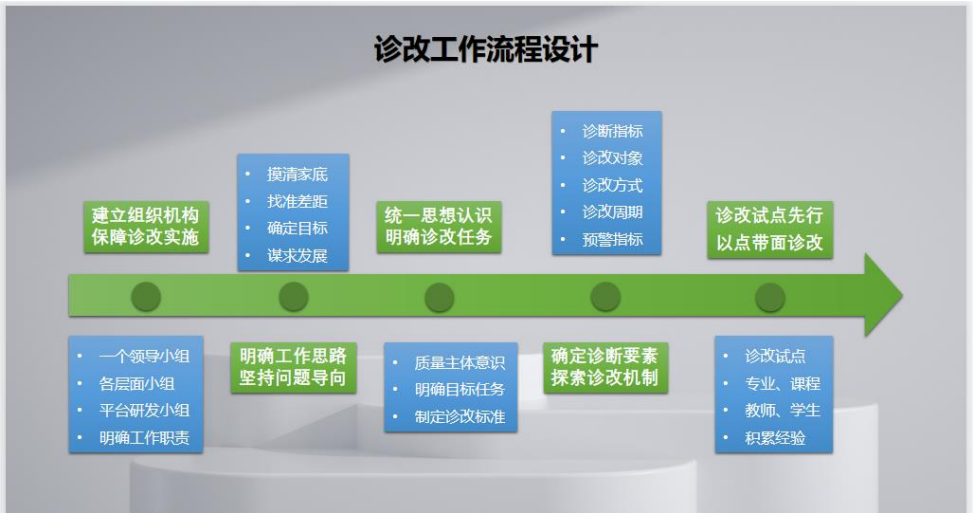 诊改工作流程设计
建立组织机构
保障诊改实施
• 一个领导小组
• 各层面小组
• 平台研发小组
• 明确工作职责
• 摸清家底
• 找准差距
• 确定目标
• 谋求发展
明确工作思路
坚持问题导向
统一思想认识
明确诊改任务
• 质量主体意识
• 明确目标任务
• 制定诊改标准
• 诊断指标
• 诊改对象
• 诊改方式
• 诊改周期
• 预警指标
确定诊断要素
探索诊改机制
诊改试点先行
以点带面诊改
• 诊改试点
• 专业、课程
• 教师、学生
• 积累经验